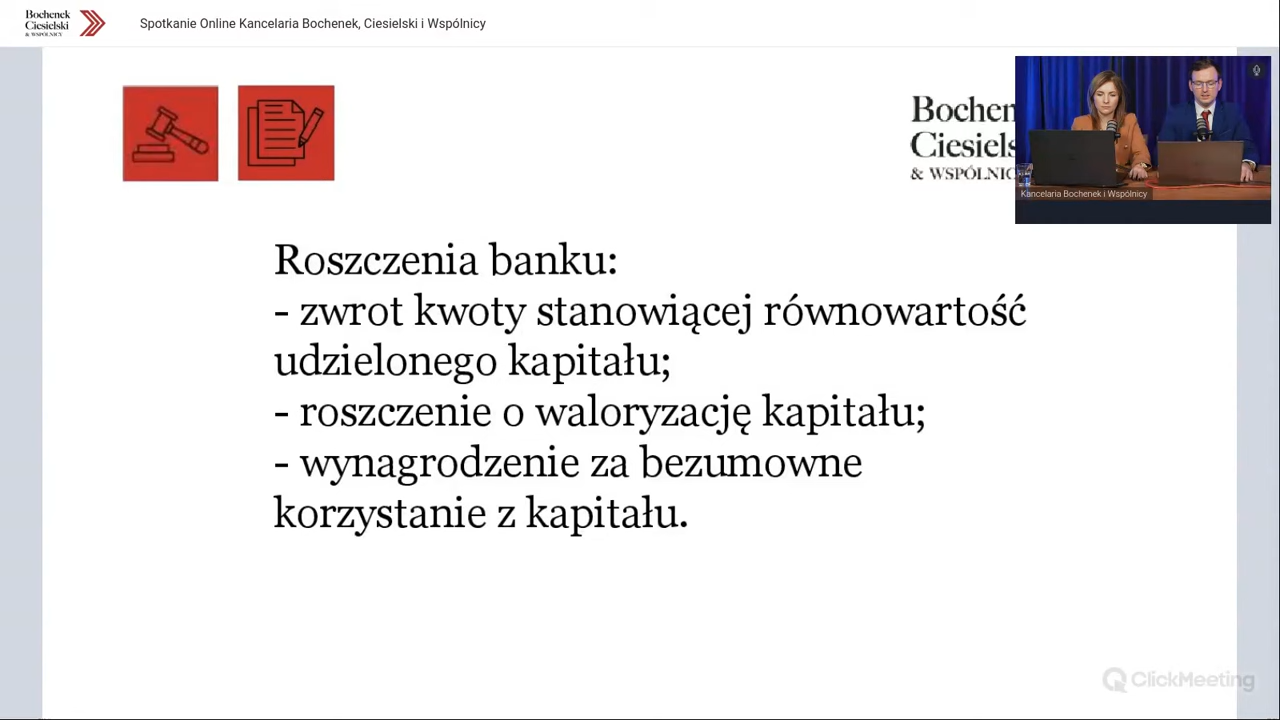 Bochenek
Ciesielski
& WSPÓLNICY
Spotkanie Online Kancelaria Bochenek, Ciesielski i Wspólnicy
Bochen
Ciesiels
& WSPÓLNIC
Kancelaria Bochenek i Wspólnicy
Roszczenia banku:
- zwrot kwoty stanowiącej równowartość
udzielonego kapitału;
- roszczenie o waloryzację kapitału;
- wynagrodzenie za bezumowne
korzystanie z kapitału.
ClickMeeting